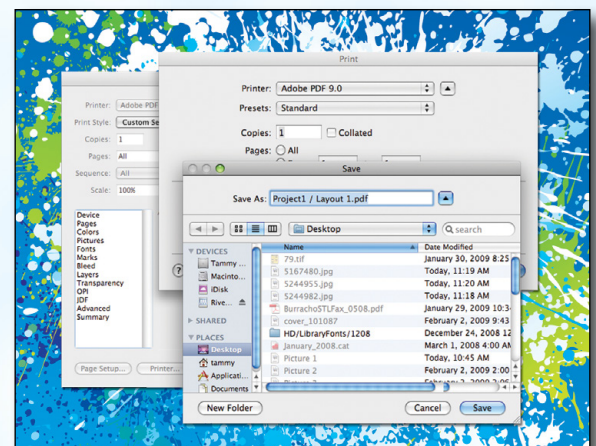 Print
Printer: Adobe PDF 9.0
Presets: Standard
Copies: 1 Collated
Pages: All
Printer: Adobe PDF
Print Style: Custom Se
Copies: 1
Pages: All
Sequence: All
Scale: 100%
Device
Pages
Colors
Pictures
Fonts
Marks
Bleed
Layers
Transparency
OPI
JDF
Advanced
Summary
Page Setup... Printer...
?
Save
Save As: Project1 / Layout 1.pdf
Desktop
search
DEVICES
Tammy ...
Macinto...
iDisk
Rive...
SHARED
PLACES
Desktop
tammy
Applicati...
Documents
Name Date Modified
79.tif January 30, 2009 8:25
5167480.jpg Today, 11:19 AM
5244955.jpg Today, 11:20 AM
5244982.jpg Today, 11:18 AM
BurrachoSTLFax_0508.pdf January 29, 2009 10:3
cover_101087 February 2, 2009 9:43
HD/LibraryFonts/1208 December 24, 2008 12
January_2008.cat March 1, 2008 4:00 AM
Picture 1 Today, 10:45 AM
Picture 2 February 2, 2009 2:00
New Folder Cancel Save